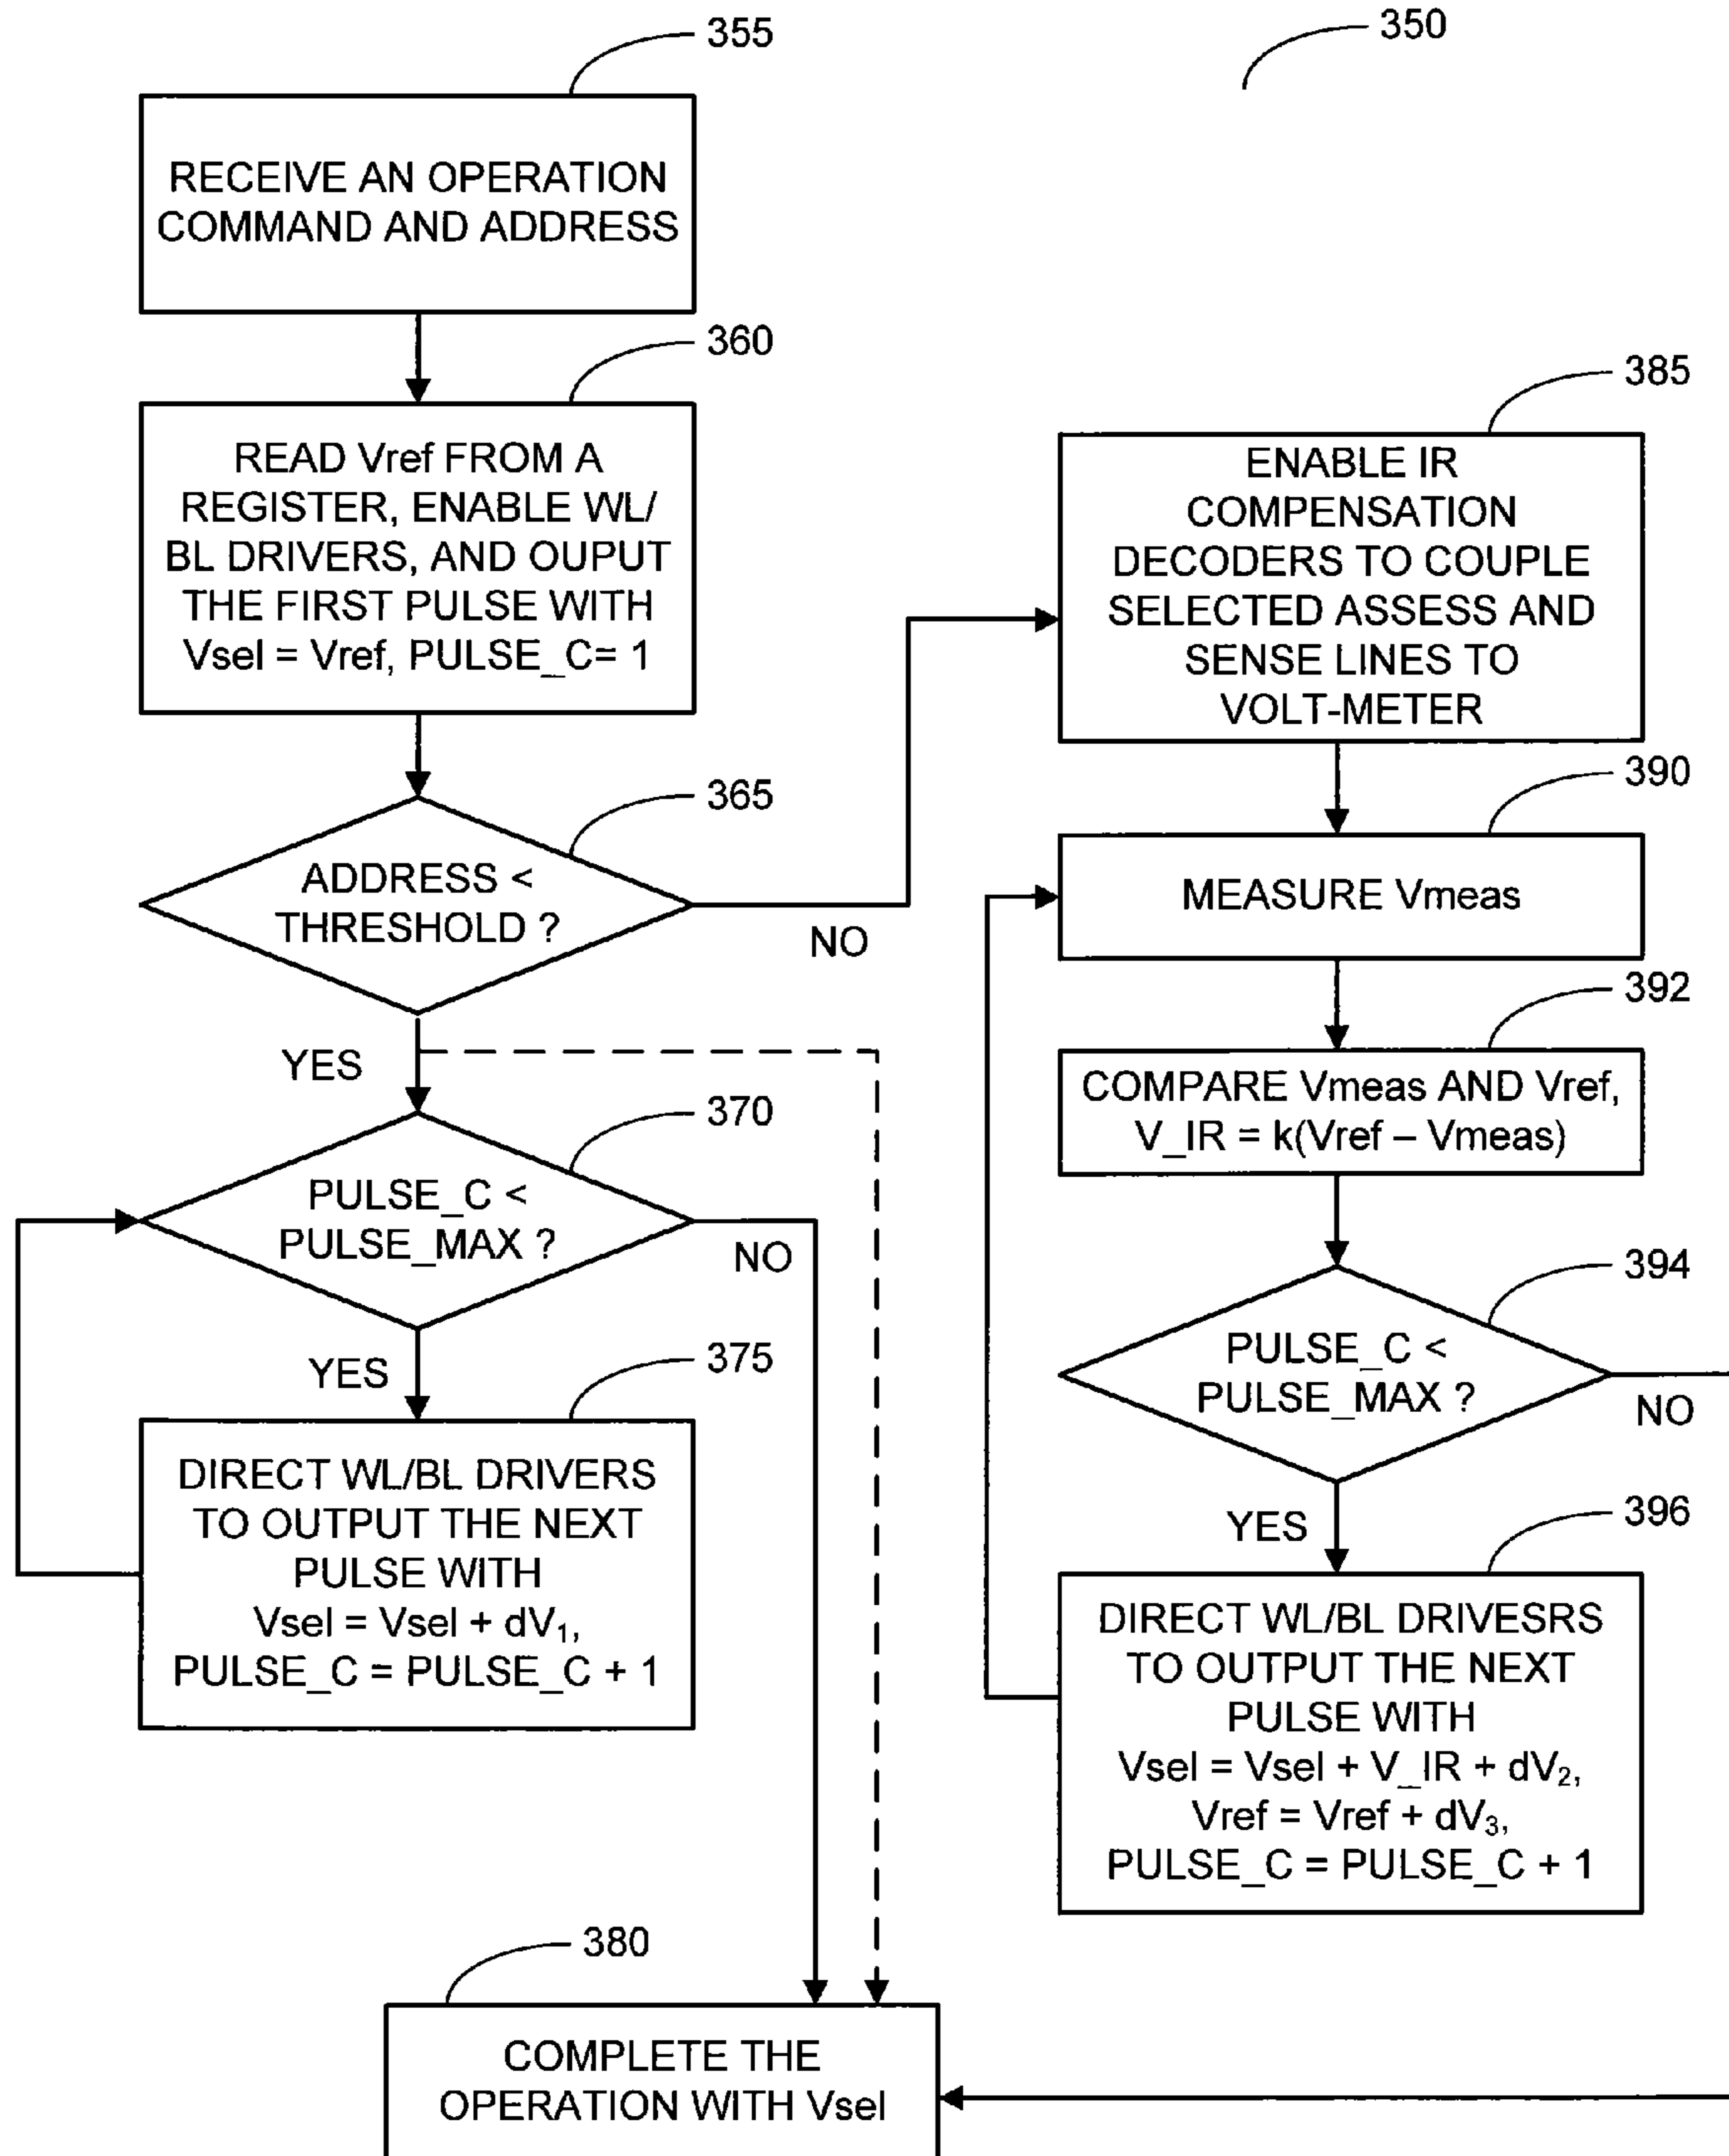 355
350
RECEIVE AN OPERATION
COMMAND AND ADDRESS
360
READ Vref FROM A
REGISTER, ENABLE WL/
BL DRIVERS, AND OUPUT
THE FIRST PULSE WITH
Vsel = Vref, PULSE_C= 1
365
ADDRESS <
THRESHOLD ?
NO
YES
370
PULSE_C <
PULSE_MAX ?
NO
YES
375
DIRECT WL/BL DRIVERS
TO OUTPUT THE NEXT
PULSE WITH
Vsel = Vsel + dV₁,
PULSE_C = PULSE_C + 1
385
ENABLE IR
COMPENSATION
DECODERS TO COUPLE
SELECTED ASSESS AND
SENSE LINES TO
VOLT-METER
390
MEASURE Vmeas
392
COMPARE Vmeas AND Vref,
V_IR = k(Vref – Vmeas)
394
PULSE_C <
PULSE_MAX ?
NO
YES
396
DIRECT WL/BL DRIVESRS
TO OUTPUT THE NEXT
PULSE WITH
Vsel = Vsel + V_IR + dV₂,
Vref = Vref + dV₃,
PULSE_C = PULSE_C + 1
380
COMPLETE THE
OPERATION WITH Vsel